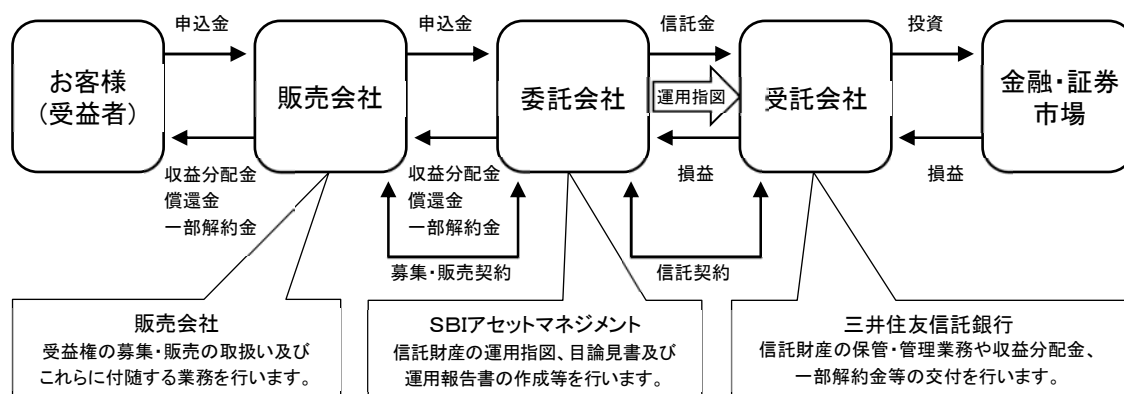 申込金
申込金
信託金
投資
お客様
(受益者)
販売会社
委託会社
運用指図
受託会社
金融・証券
市場
収益分配金
償還金
一部解約金
収益分配金
償還金
一部解約金
損益
損益
募集・販売契約
信託契約
販売会社
受益権の募集・販売の取扱い及び
これらに付随する業務を行います。
SBIアセットマネジメント
信託財産の運用指図、目論見書及び
運用報告書の作成等を行います。
三井住友信託銀行
信託財産の保管・管理業務や収益分配金、
一部解約金等の交付を行います。